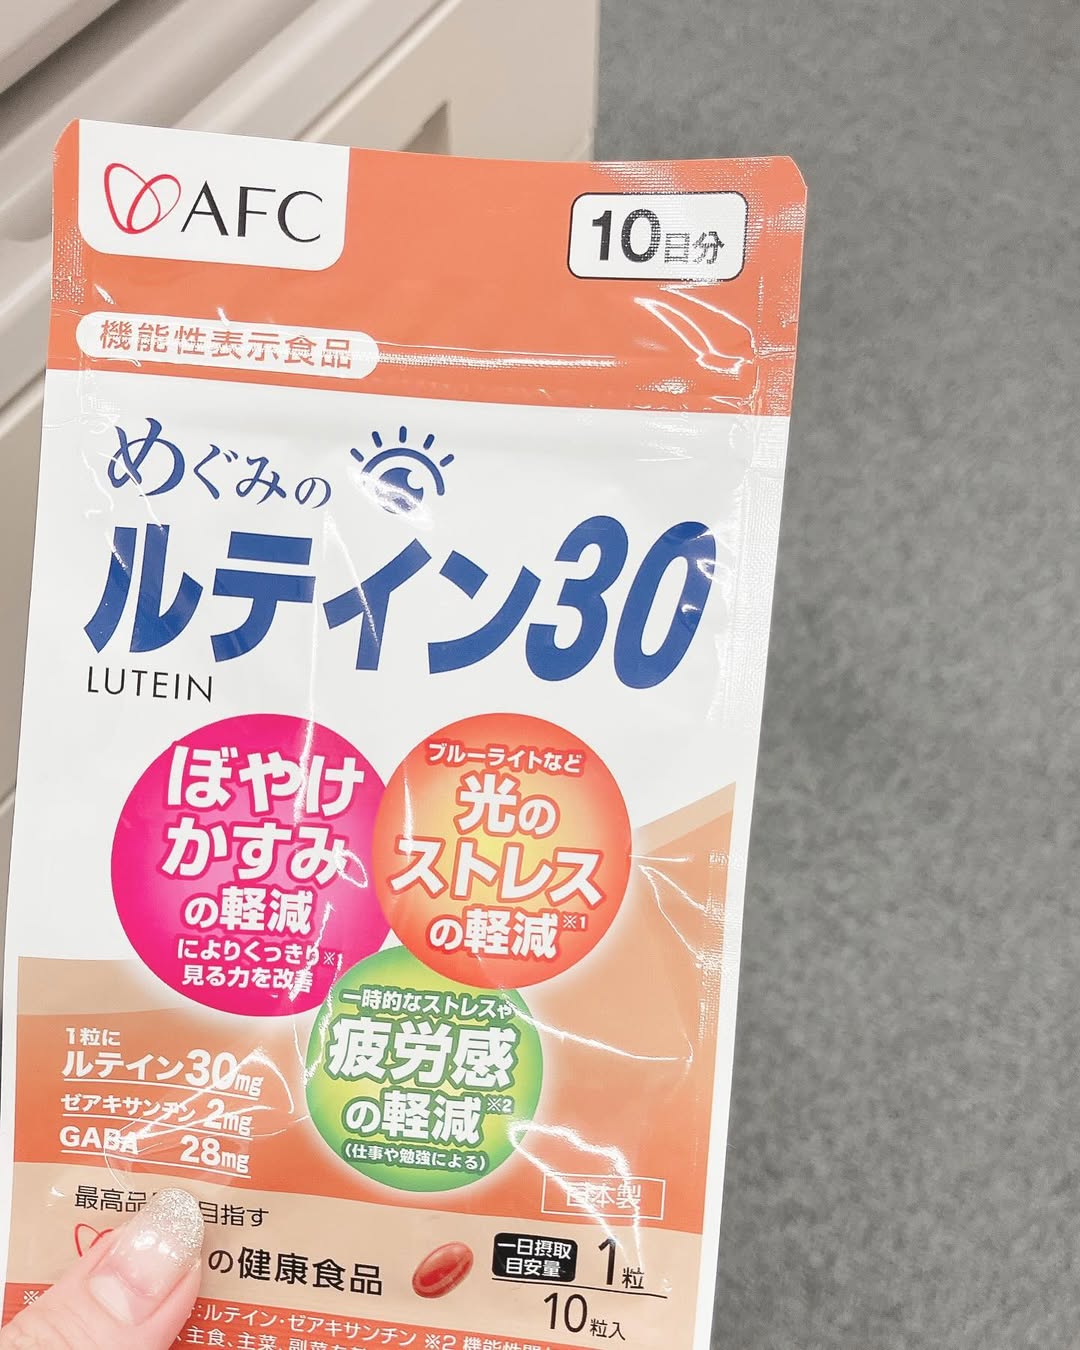 AFC
10日分
機能性表示食品
めぐみの
ルテイン30
LUTEIN
ぼやけ
かすみ
の軽減
によりくっきり※1
見る力を改善
ブルーライトなど
光の
ストレス
の軽減※1
一時的なストレスや
疲労感
の軽減※2
(仕事や勉強による)
1粒に
ルテイン30mg
ゼアキサンチン 2mg
GABA 28mg
日本製
最高品 目指す
の健康食品
一日摂取
目安量
1粒
10粒入
:ルテイン・ゼアキサンチン ※2 機能性関
、主食、主菜、副菜